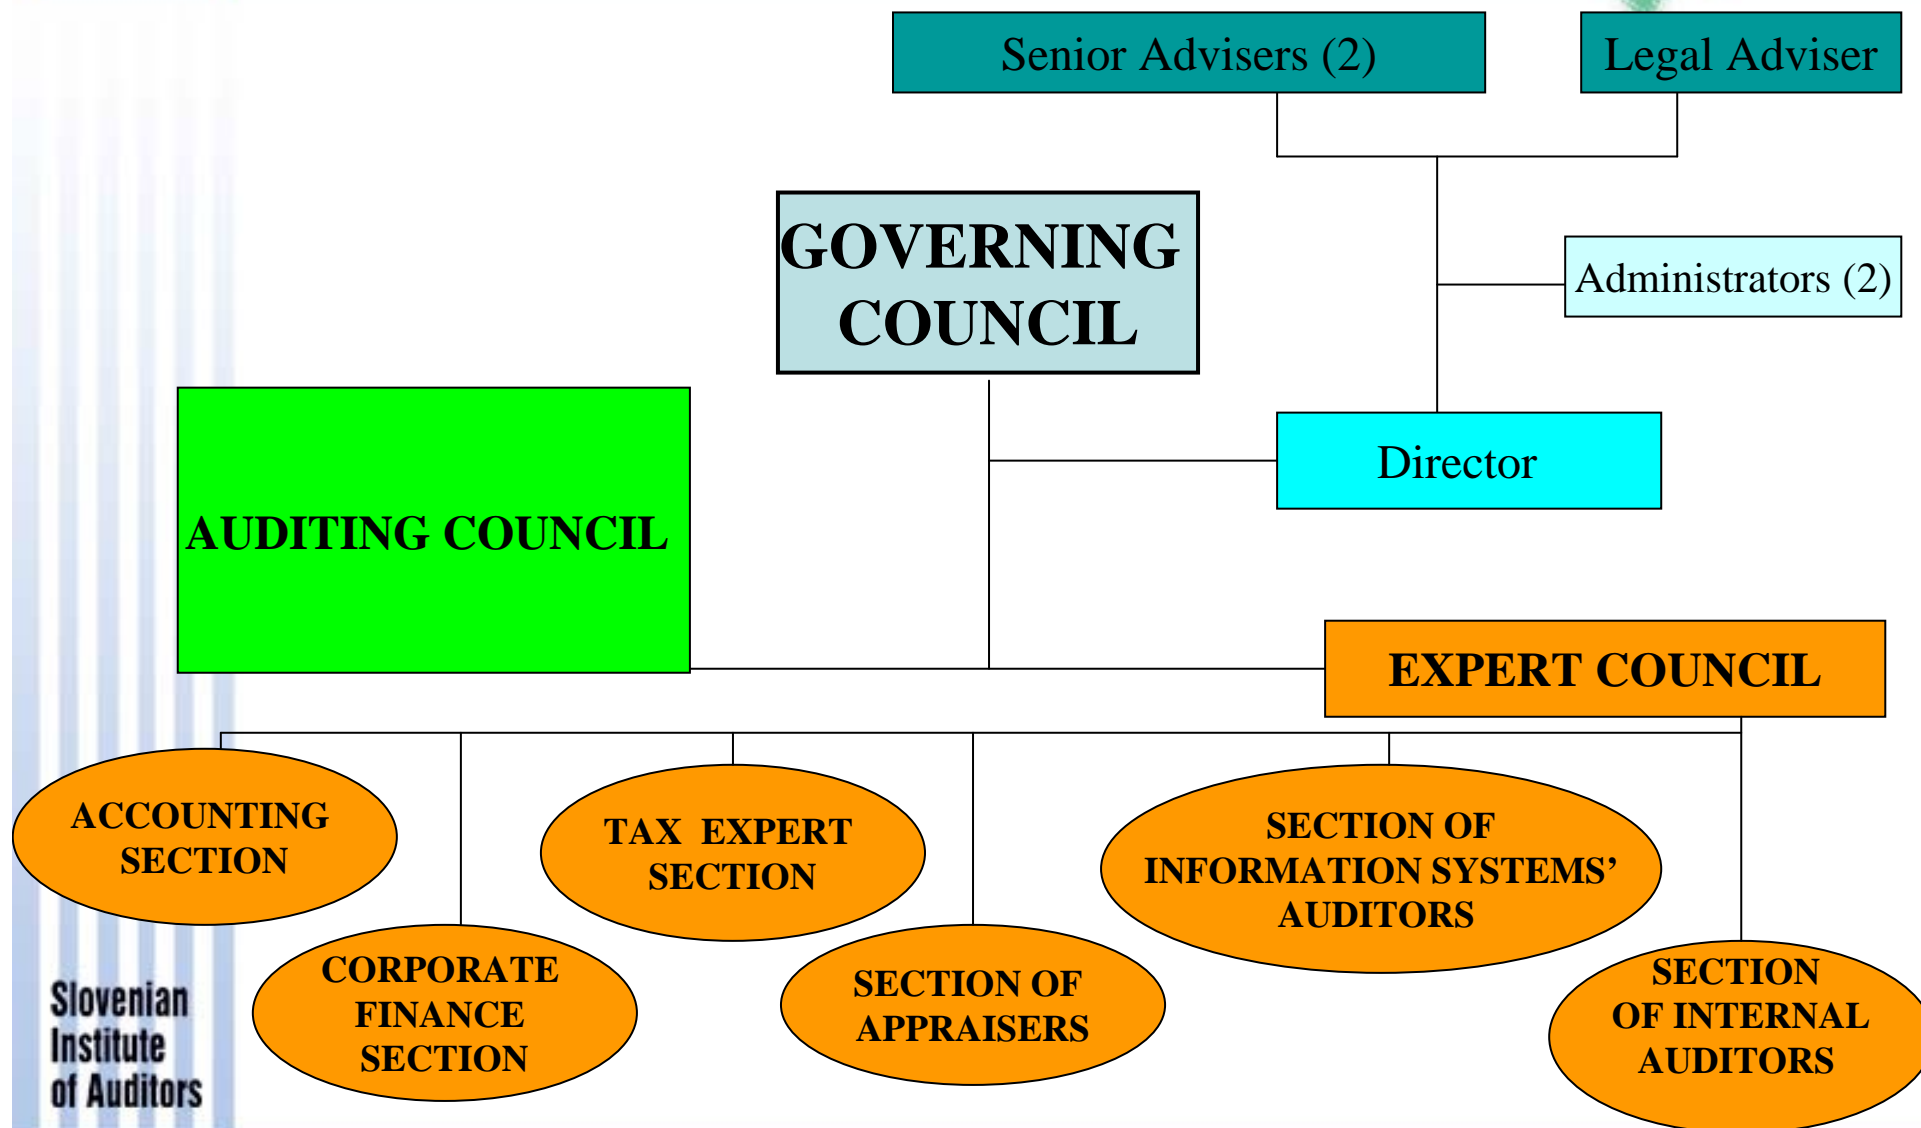 Senior Advisers (2)
Legal Adviser
GOVERNING
COUNCIL
Administrators (2)
Director
AUDITING COUNCIL
EXPERT COUNCIL
ACCOUNTING
SECTION
TAX EXPERT
SECTION
SECTION OF
INFORMATION SYSTEMS’
AUDITORS
CORPORATE
FINANCE
SECTION
SECTION OF
APPRAISERS
SECTION
OF INTERNAL
AUDITORS
Slovenian
Institute
of Auditors